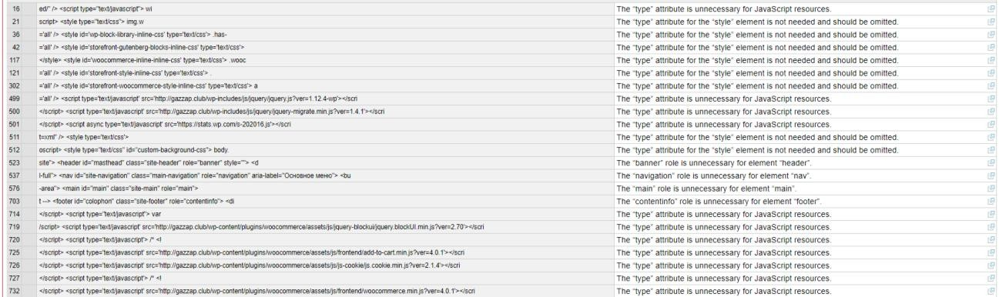 16 ed/" /> <script type="text/javascript"> wi The “type” attribute is unnecessary for JavaScript resources.
21 script> <style type="text/css"> img.w The “type” attribute for the “style” element is not needed and should be omitted.
36 ='all' /> <style id='wp-block-library-inline-css' type='text/css'> .has- The “type” attribute for the “style” element is not needed and should be omitted.
42 ='all' /> <style id='storefront-gutenberg-blocks-inline-css' type='text/css'> The “type” attribute for the “style” element is not needed and should be omitted.
117 </style> <style id='woocommerce-inline-inline-css' type='text/css'> .wooc The “type” attribute for the “style” element is not needed and should be omitted.
121 ='all' /> <style id='storefront-style-inline-css' type='text/css'> . The “type” attribute for the “style” element is not needed and should be omitted.
302 ='all' /> <style id='storefront-woocommerce-style-inline-css' type='text/css'> a The “type” attribute for the “style” element is not needed and should be omitted.
499 ='all' /> <script type='text/javascript' src='http://gazzap.club/wp-includes/js/jquery/jquery.js?ver=1.12.4-wp'></scri The “type” attribute is unnecessary for JavaScript resources.
500 </script> <script type='text/javascript' src='http://gazzap.club/wp-includes/js/jquery/jquery-migrate.min.js?ver=1.4.1'></scri The “type” attribute is unnecessary for JavaScript resources.
501 </script> <script async type='text/javascript' src='https://stats.wp.com/s-202016.js'></scri The “type” attribute is unnecessary for JavaScript resources.
511 t=xml" /> <style type='text/css'> The “type” attribute for the “style” element is not needed and should be omitted.
512 oscript> <style type="text/css" id="custom-background-css"> body. The “type” attribute for the “style” element is not needed and should be omitted.
523 site"> <header id="masthead" class="site-header" role="banner" style=""> <d The “banner” role is unnecessary for element “header”.
537 l-full"> <nav id="site-navigation" class="main-navigation" role="navigation" aria-label="Основное меню"> <bu The “navigation” role is unnecessary for element “nav”.
576 -area"> <main id="main" class="site-main" role="main"> The “main” role is unnecessary for element “main”.
703 t --> <footer id="colophon" class="site-footer" role="contentinfo"> <di The “contentinfo” role is unnecessary for element “footer”.
714 </script> <script type="text/javascript"> var The “type” attribute is unnecessary for JavaScript resources.
719 /script> <script type='text/javascript' src='http://gazzap.club/wp-content/plugins/woocommerce/assets/js/jquery-blockui/jquery.blockUI.min.js?ver=2.70'></scri The “type” attribute is unnecessary for JavaScript resources.
720 </script> <script type='text/javascript'> /* <! The “type” attribute is unnecessary for JavaScript resources.
725 </script> <script type='text/javascript' src='http://gazzap.club/wp-content/plugins/woocommerce/assets/js/frontend/add-to-cart.min.js?ver=4.0.1'></scri The “type” attribute is unnecessary for JavaScript resources.
726 </script> <script type='text/javascript' src='http://gazzap.club/wp-content/plugins/woocommerce/assets/js/js-cookie/js.cookie.min.js?ver=2.1.4'></scri The “type” attribute is unnecessary for JavaScript resources.
727 </script> <script type='text/javascript'> /* <! The “type” attribute is unnecessary for JavaScript resources.
732 </script> <script type='text/javascript' src='http://gazzap.club/wp-content/plugins/woocommerce/assets/js/frontend/woocommerce.min.js?ver=4.0.1'></scri The “type” attribute is unnecessary for JavaScript resources.